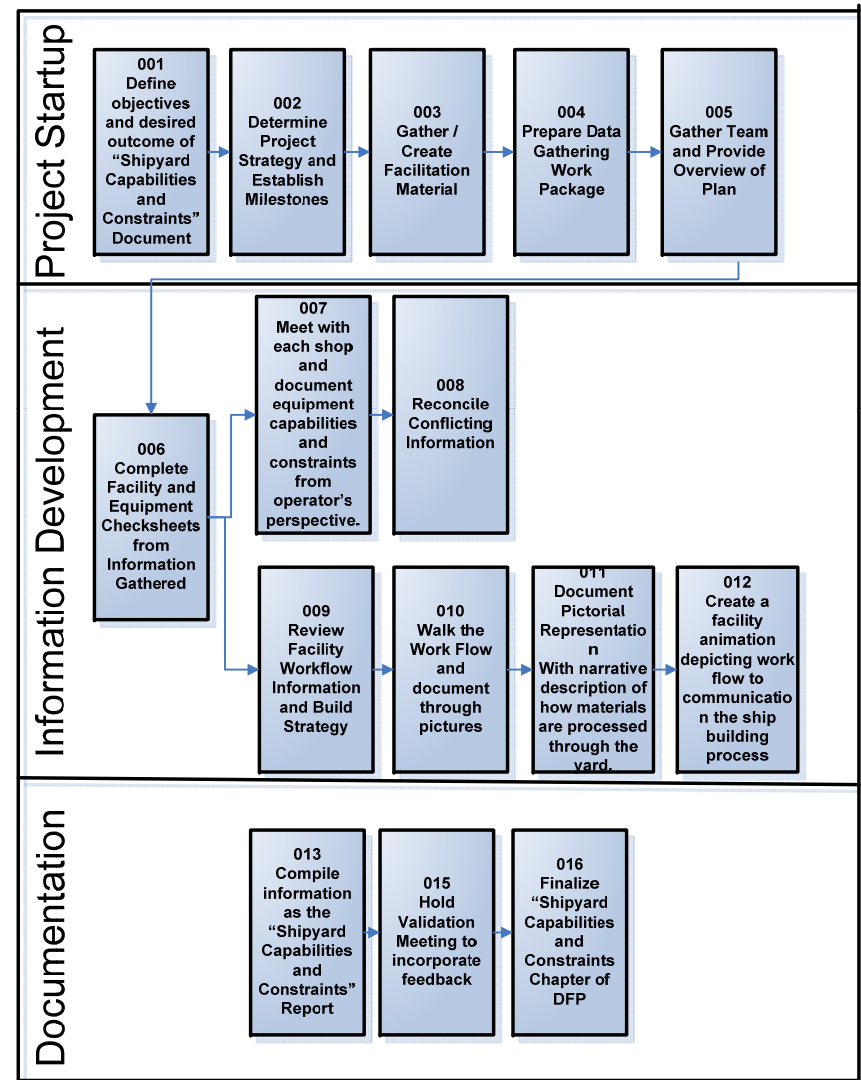 Project Startup
001
Define
objectives
and desired
outcome of
“Shipyard
Capabilities
and
Constraints”
Document
002
Determine
Project
Strategy and
Establish
Milestones
003
Gather /
Create
Facilitation
Material
004
Prepare Data
Gathering
Work
Package
005
Gather Team
and Provide
Overview of
Plan
Information Development
006
Complete
Facility and
Equipment
Checksheets
from
Information
Gathered
007
Meet with
each shop
and
document
equipment
capabilities
and
constraints
from
operator’s
perspective.
008
Reconcile
Conflicting
Information
009
Review
Facility
Workflow
Information
and Build
Strategy
010
Walk the
Work Flow
and
document
through
pictures
011
Document
Pictorial
Representatio
n
With narrative
description of
how materials
are processed
through the
yard.
012
Create a
facility
animation
depicting work
flow to
communicatio
n the ship
building
process
Documentation
013
Compile
information
as the
“Shipyard
Capabilities
and
Constraints”
Report
015
Hold
Validation
Meeting to
incorporate
feedback
016
Finalize
“Shipyard
Capabilities
and
Constraints
Chapter of
DFP